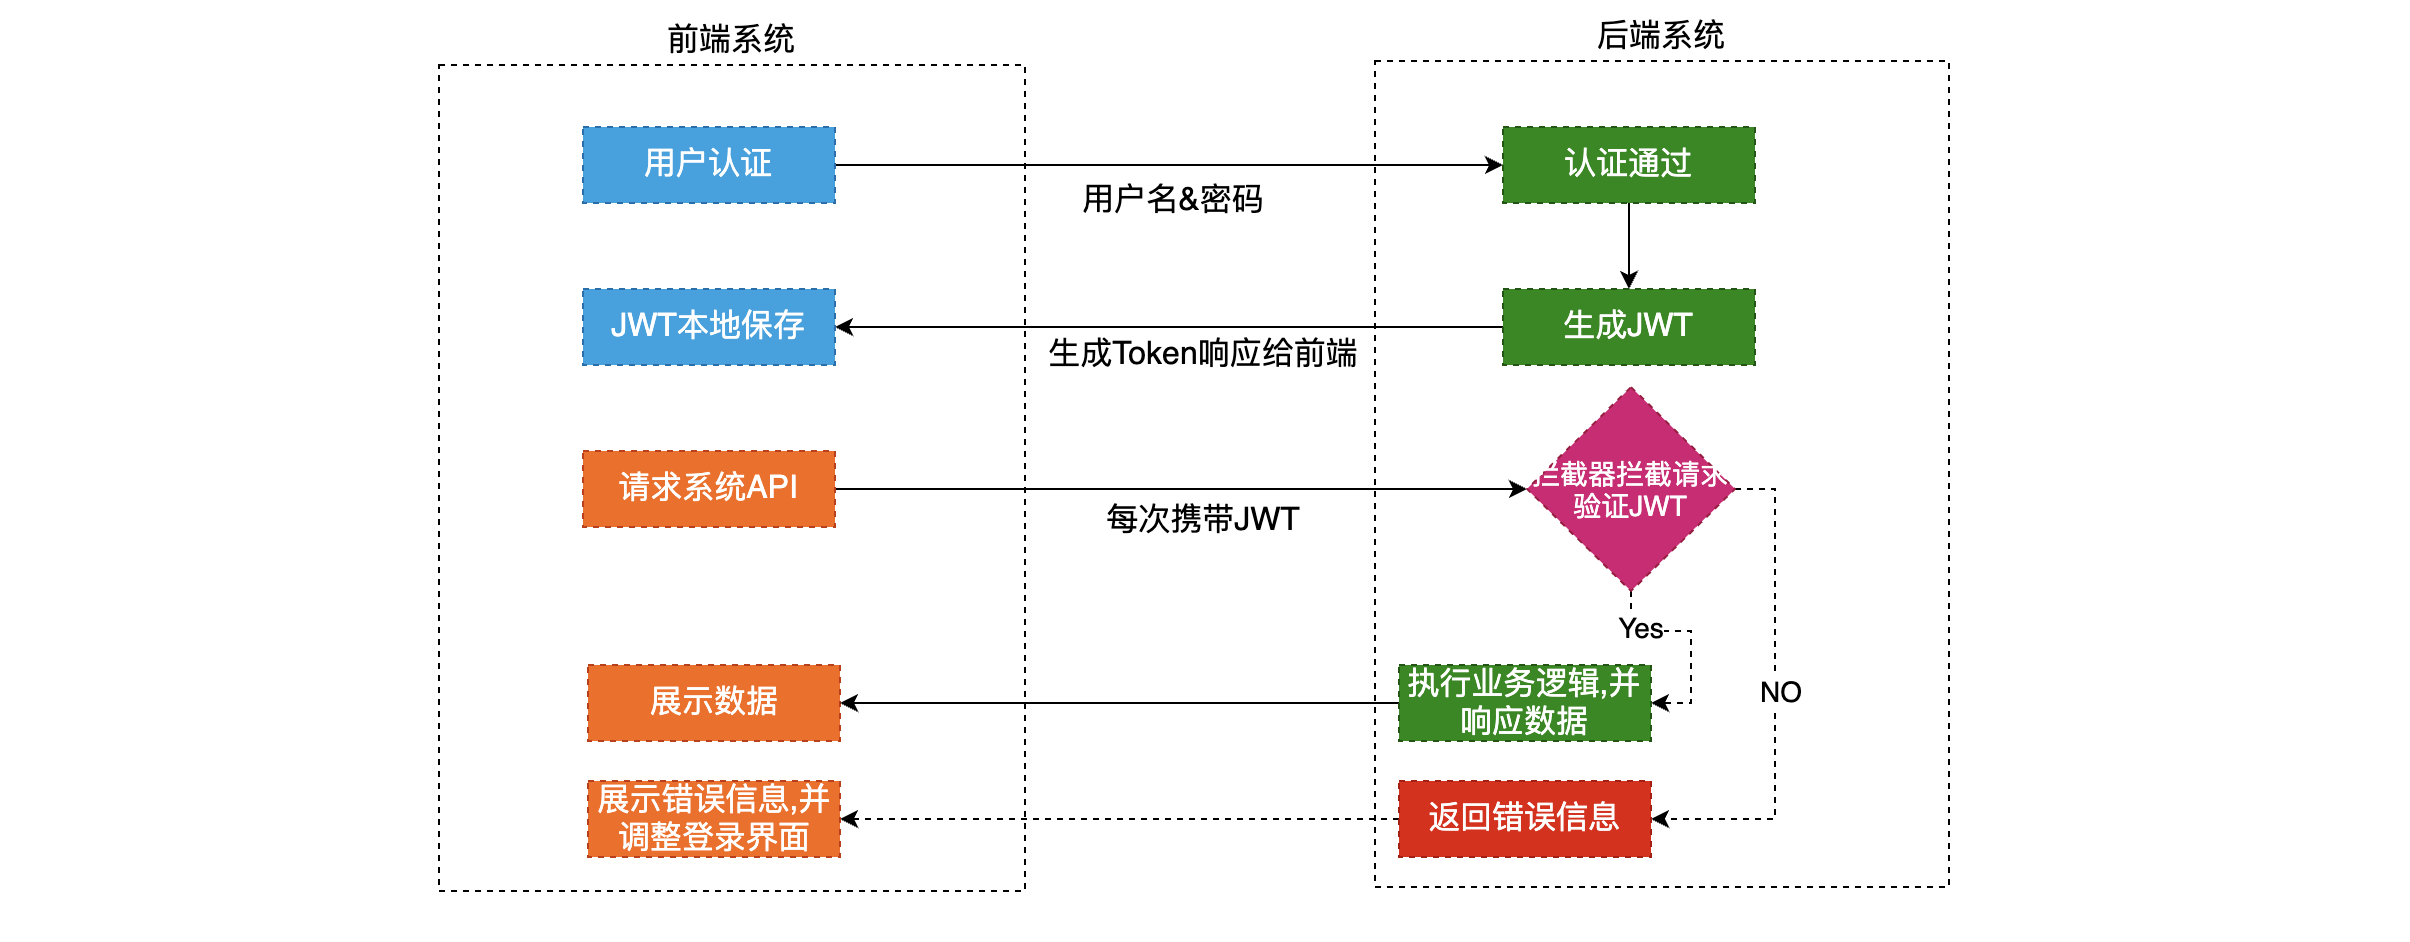 前端系统
后端系统
用户认证
用户名&密码
认证通过
JWT本地保存
生成Token响应给前端
生成JWT
请求系统API
每次携带JWT
拦截器拦截请求
验证JWT
Yes
NO
展示数据
执行业务逻辑,并
响应数据
展示错误信息,并
调整登录界面
返回错误信息